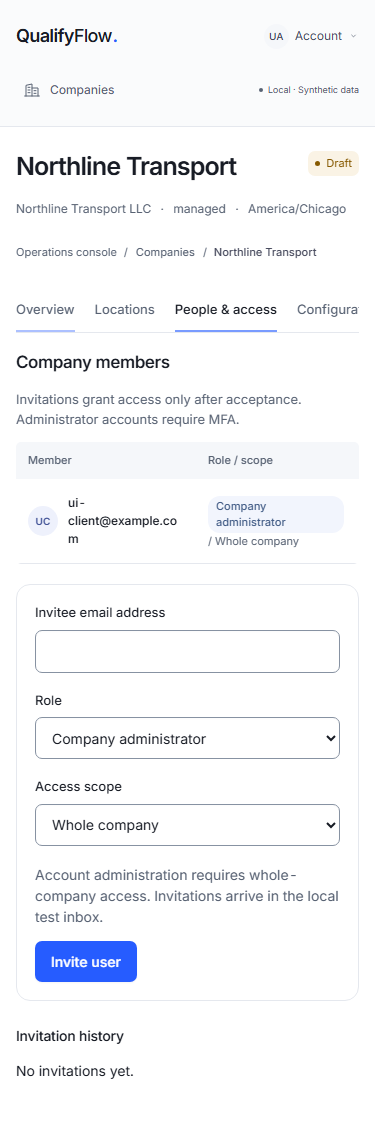 QualifyFlow.
UA Account
Companies
Local · Synthetic data
Northline Transport
Draft
Northline Transport LLC · managed · America/Chicago
Operations console / Companies / Northline Transport
Overview Locations People & access Configurat
Company members
Invitations grant access only after acceptance.
Administrator accounts require MFA.
Member Role / scope
UC
ui-
client@example.co
m
Company
administrator
/ Whole company
Invitee email address
Role
Company administrator
Access scope
Whole company
Account administration requires whole-
company access. Invitations arrive in the local
test inbox.
Invite user
Invitation history
No invitations yet.